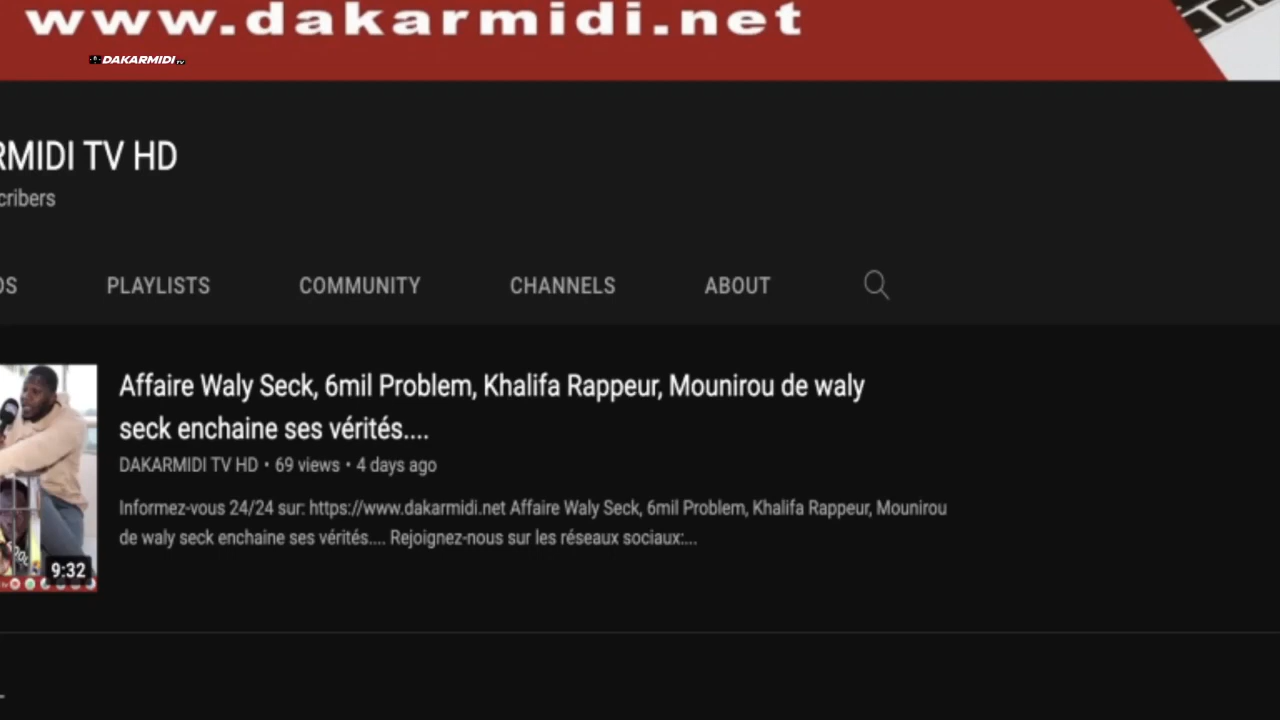 www.dakarmidi.net
DAKARMIDI TV
RMIDI TV HD
cribers
OS
PLAYLISTS
COMMUNITY
CHANNELS
ABOUT
Affaire Waly Seck, 6mil Problem, Khalifa Rappeur, Mounirou de waly
seck enchaine ses vérités....
DAKARMIDI TV HD • 69 views • 4 days ago
Informez-vous 24/24 sur: https://www.dakarmidi.net Affaire Waly Seck, 6mil Problem, Khalifa Rappeur, Mounirou
de waly seck enchaine ses vérités.... Rejoignez-nous sur les réseaux sociaux:...
9:32